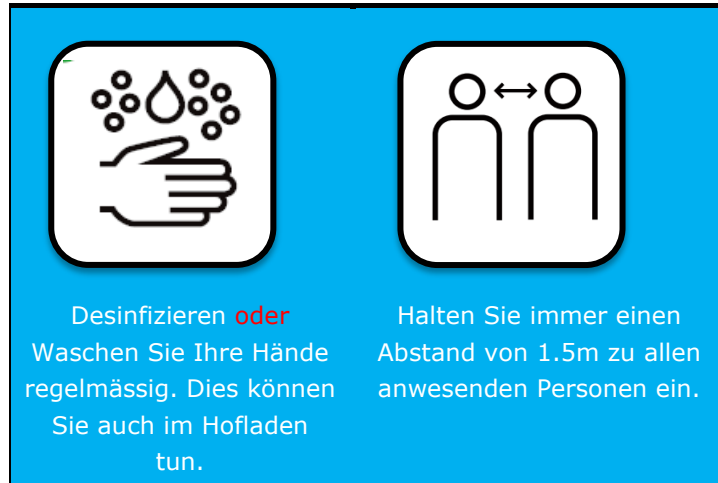 Desinfizieren oder
Waschen Sie Ihre Hände
regelmässig. Dies können
Sie auch im Hofladen
tun.
Halten Sie immer einen
Abstand von 1.5m zu allen
anwesenden Personen ein.